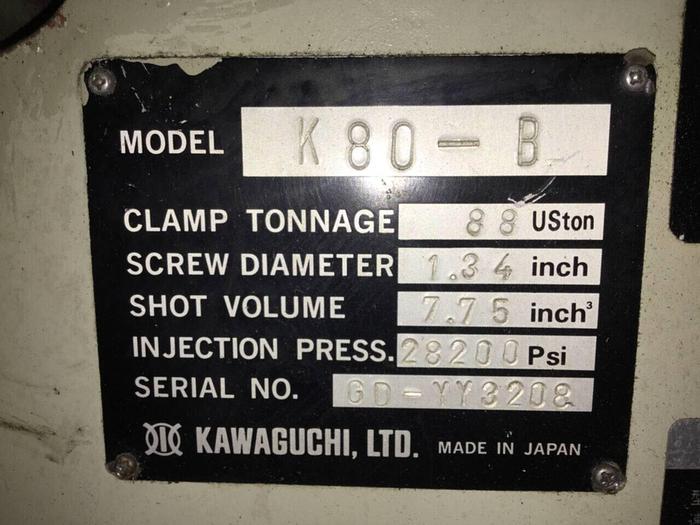 MODEL K80-B
CLAMP TONNAGE 88 USton
SCREW DIAMETER 1.34 inch
SHOT VOLUME 7.75 inch³
INJECTION PRESS. 28200 Psi
SERIAL NO. GD-YY3208
KAWAGUCHI, LTD. MADE IN JAPAN